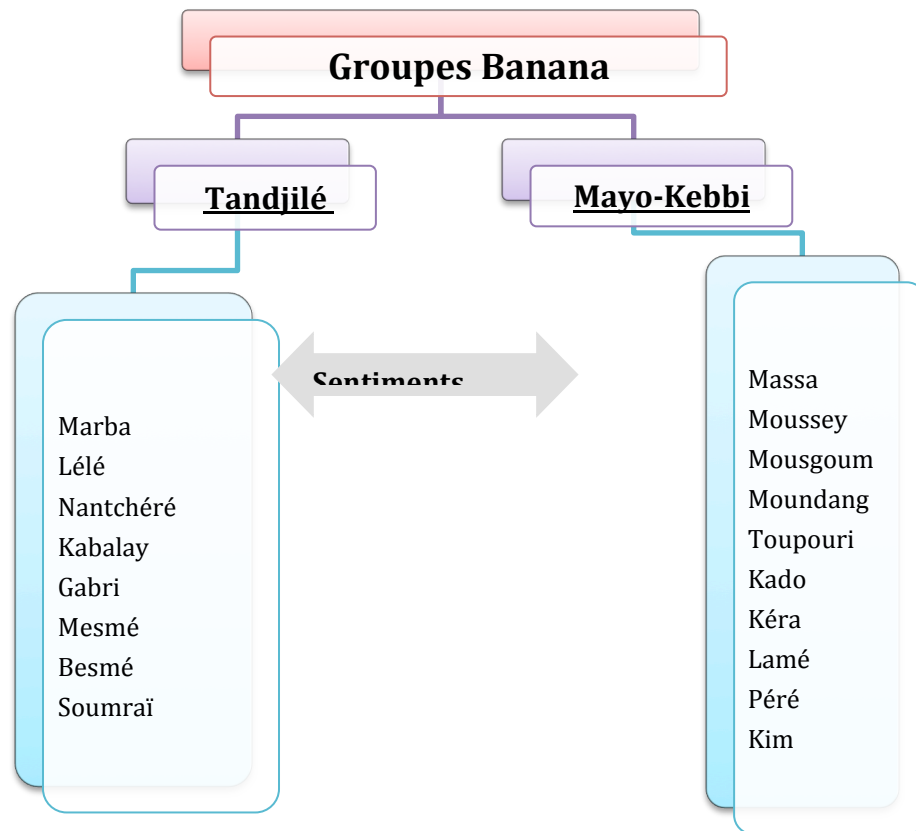 Groupes Banana
Tandjilé
Mayo-Kebbi
Sentiments
Marba
Lélé
Nantchéré
Kabalay
Gabri
Mesmé
Besmé
Soumraï
Massa
Moussey
Mousgoum
Moundang
Toupouri
Kado
Kéra
Lamé
Péré
Kim